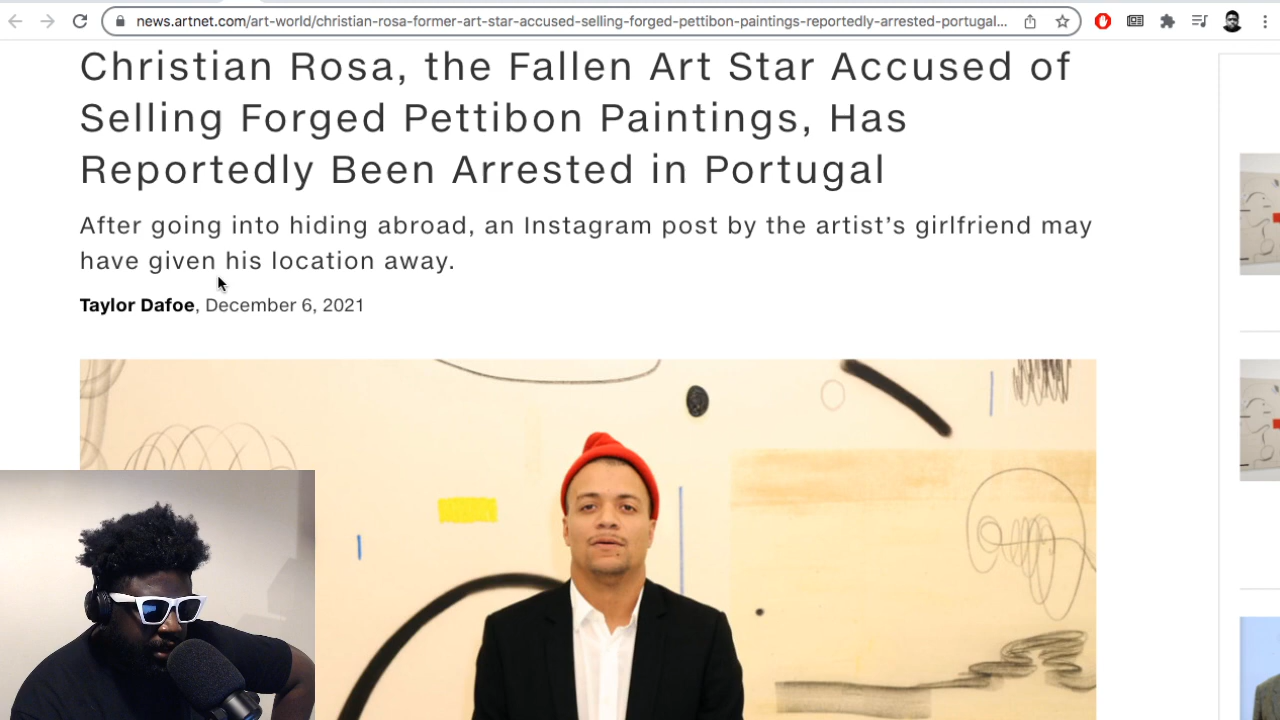 news.artnet.com/art-world/christian-rosa-former-art-star-accused-selling-forged-pettibon-paintings-reportedly-arrested-portugal...
Christian Rosa, the Fallen Art Star Accused of
Selling Forged Pettibon Paintings, Has
Reportedly Been Arrested in Portugal
After going into hiding abroad, an Instagram post by the artist’s girlfriend may
have given his location away.
Taylor Dafoe, December 6, 2021